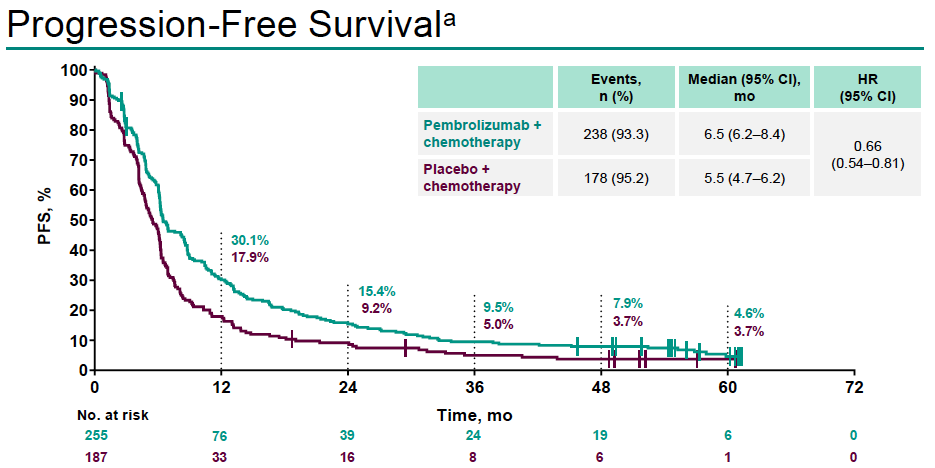 Progression-Free Survivalᵃ
Events,
n (%)
Median (95% CI),
mo
HR
(95% CI)
Pembrolizumab +
chemotherapy
238 (93.3)
6.5 (6.2–8.4)
0.66
(0.54–0.81)
Placebo +
chemotherapy
178 (95.2)
5.5 (4.7–6.2)
PFS, %
100
90
80
70
60
50
40
30
20
10
0
30.1%
17.9%
15.4%
9.2%
9.5%
5.0%
7.9%
3.7%
4.6%
3.7%
0 12 24 36 48 60 72
Time, mo
No. at risk
255 76 39 24 19 6 0
187 33 16 8 6 1 0